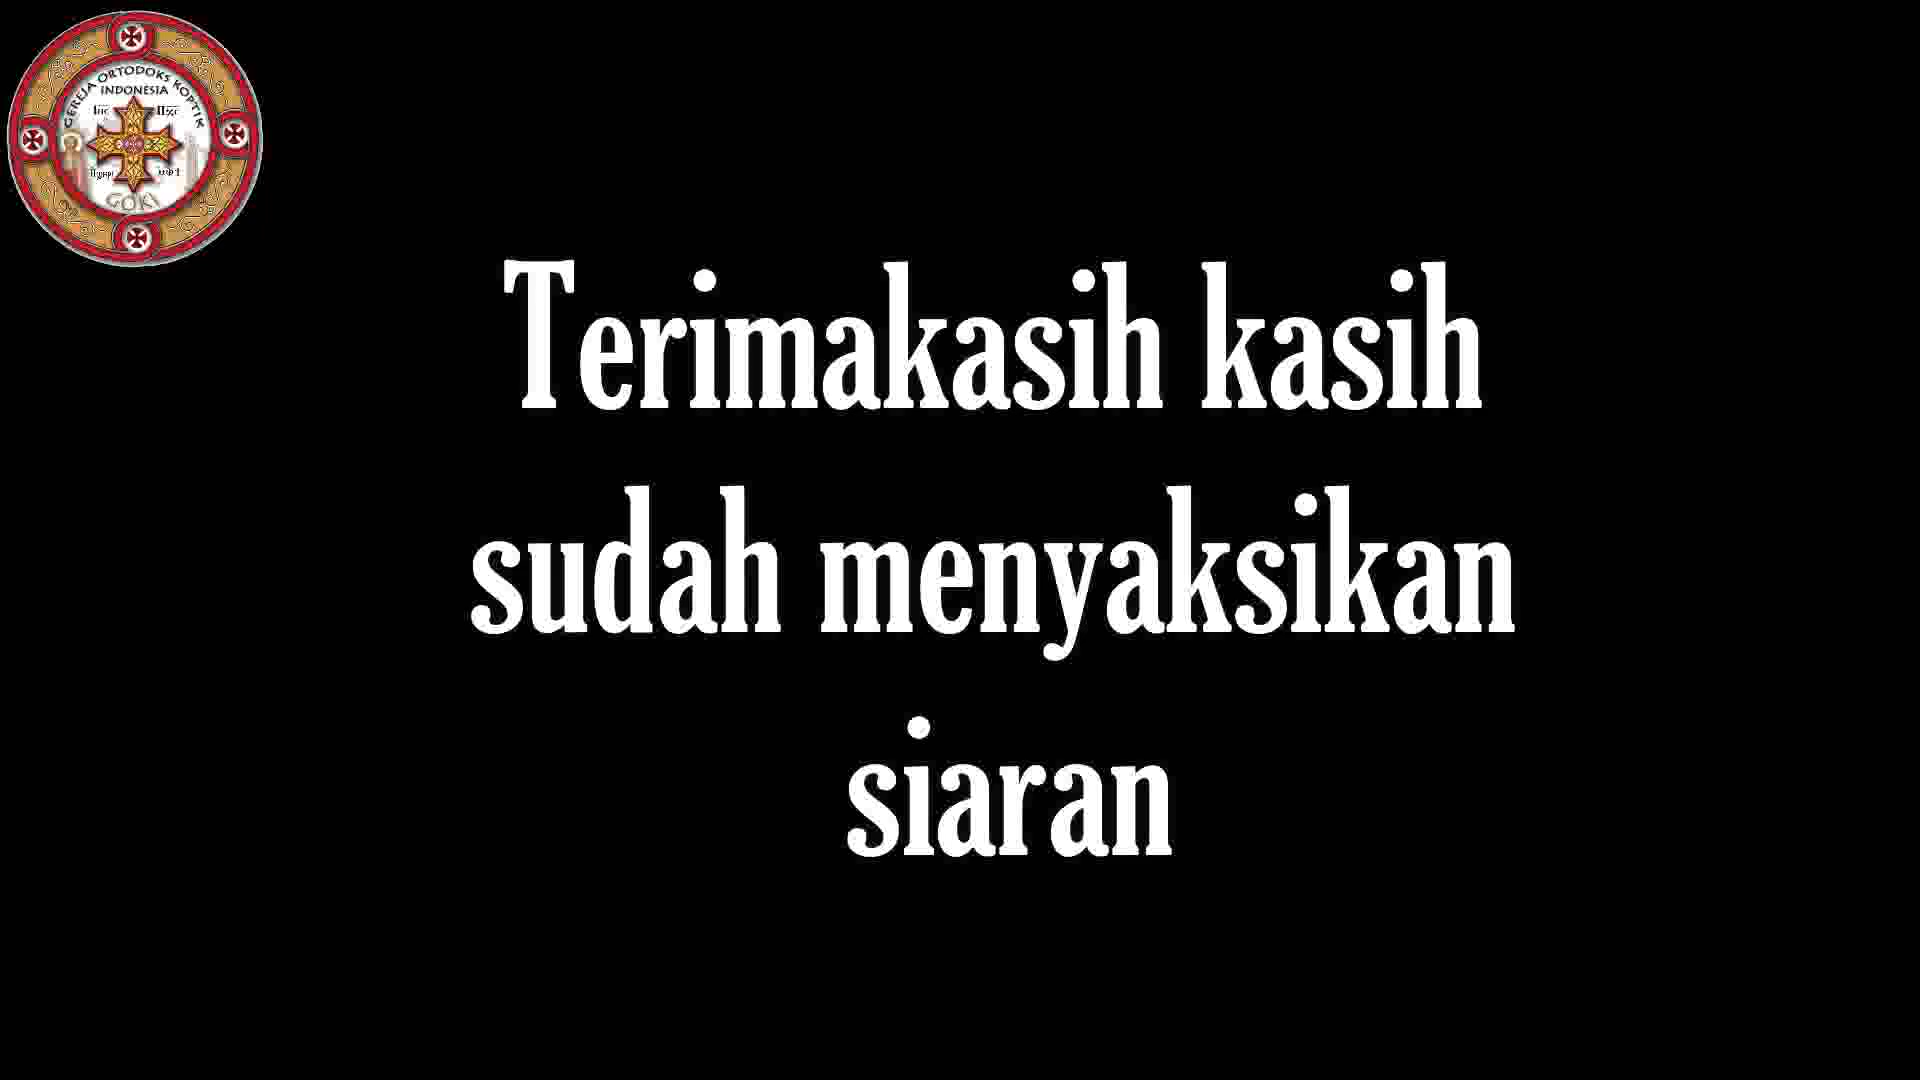 GEREJA ORTODOKS KOPTIK
INDONESIA
GOKI
Terimakasih kasih
sudah menyaksikan
siaran